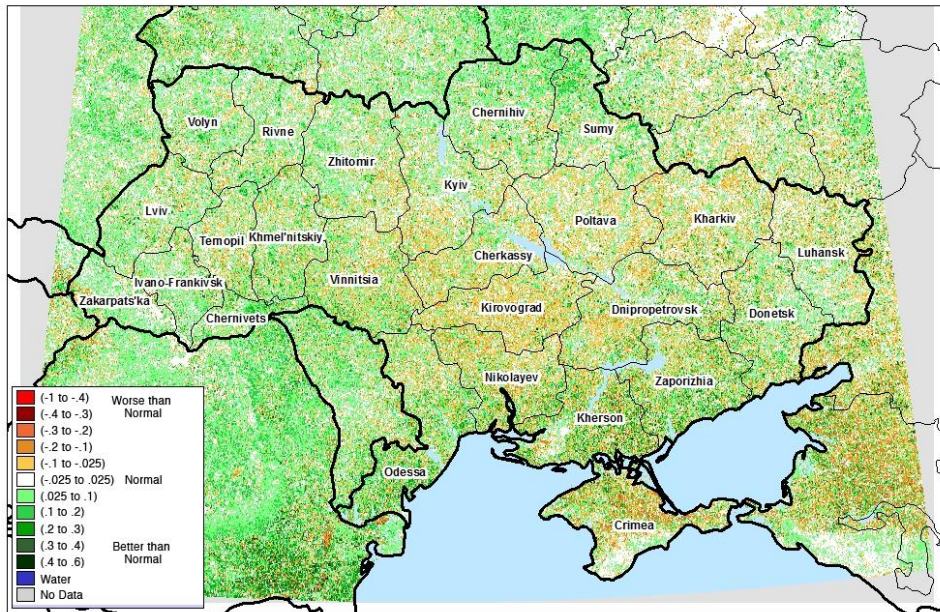 Chernihiv
Volyn
Rivne
Sumy
Zhitomir
Kyiv
Lviv
Poltava
Kharkiv
Ternopil
Khmel'nitskiy
Luhansk
Cherkassy
Ivano-Frankivsk
Vinnitsia
Zakarpats'ka
Kirovograd
Dnipropetrovsk
Donetsk
Chernivets
Nikolayev
Zaporizhia
Kherson
Odessa
Crimea
(-1 to -.4) Worse than
(-.4 to -.3) Normal
(-.3 to -.2)
(-.2 to -.1)
(-.1 to -.025)
(-.025 to .025) Normal
(.025 to .1)
(.1 to .2)
(.2 to .3)
(.3 to .4) Better than
(.4 to .6) Normal
Water
No Data